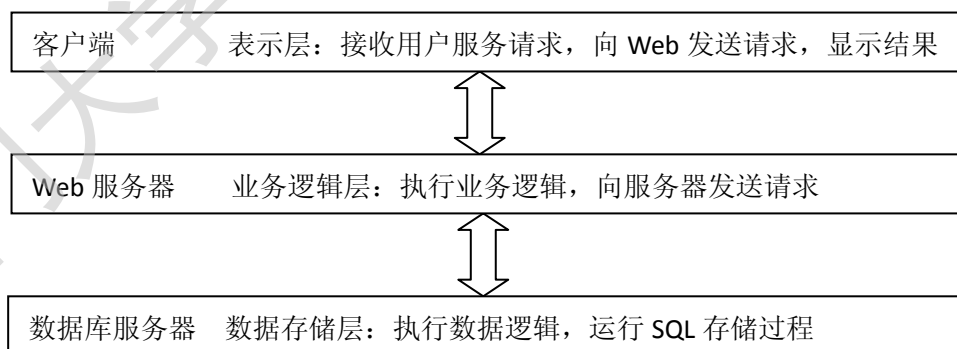 客户端 表示层：接收用户服务请求，向 Web 发送请求，显示结果
Web 服务器 业务逻辑层：执行业务逻辑，向服务器发送请求
数据库服务器 数据存储层：执行数据逻辑，运行 SQL 存储过程
大学